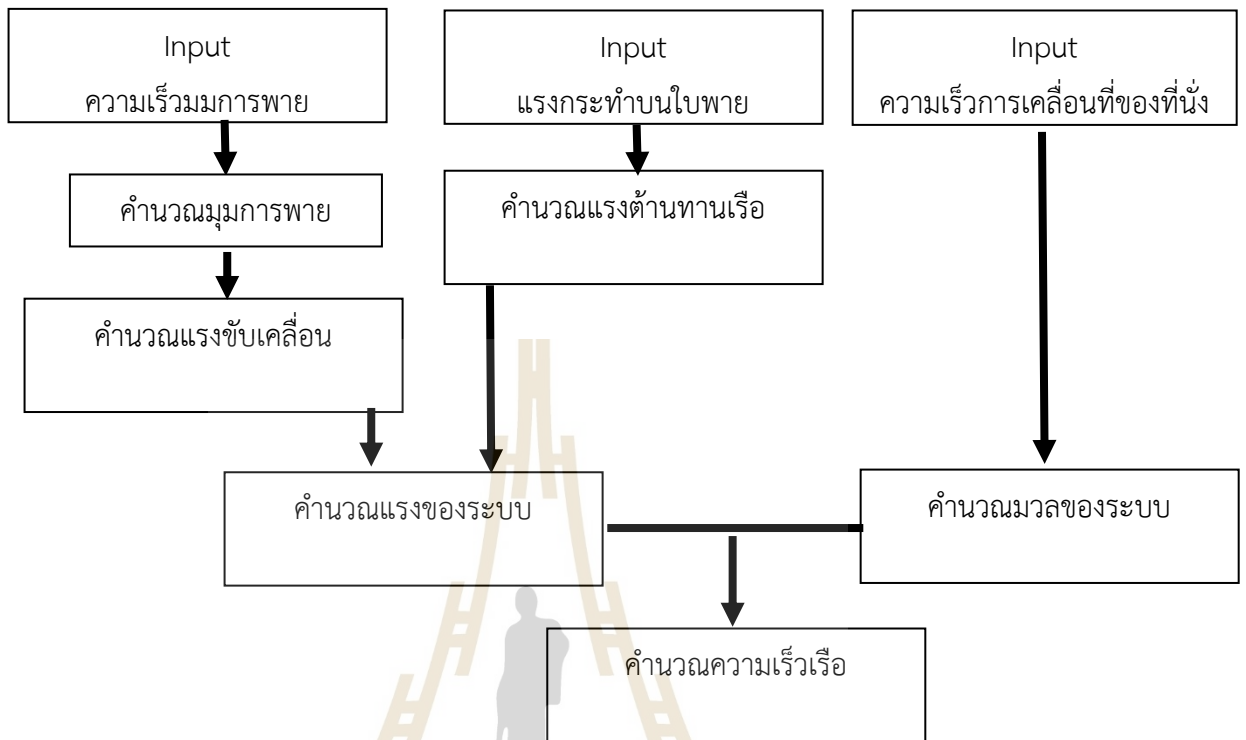 Input
ความเร็วมมการพาย
Input
แรงกระทำบนใบพาย
Input
ความเร็วการเคลื่อนที่ของที่นั่ง
คำนวณมุมการพาย
คำนวณแรงต้านทานเรือ
คำนวณแรงขับเคลื่อน
คำนวณแรงของระบบ
คำนวณมวลของระบบ
คำนวณความเร็วเรือ